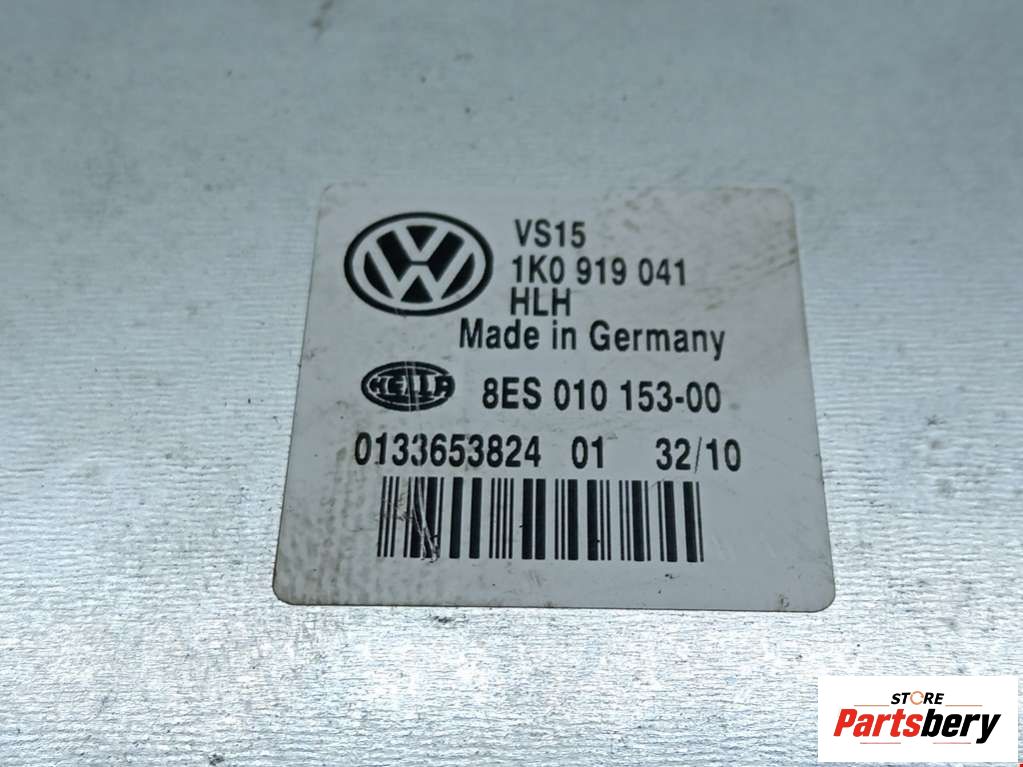 VS15
1K0 919 041
HLH
Made in Germany
HELLA
8ES 010 153-00
0133653824 01 32/10
STORE
Partsbery